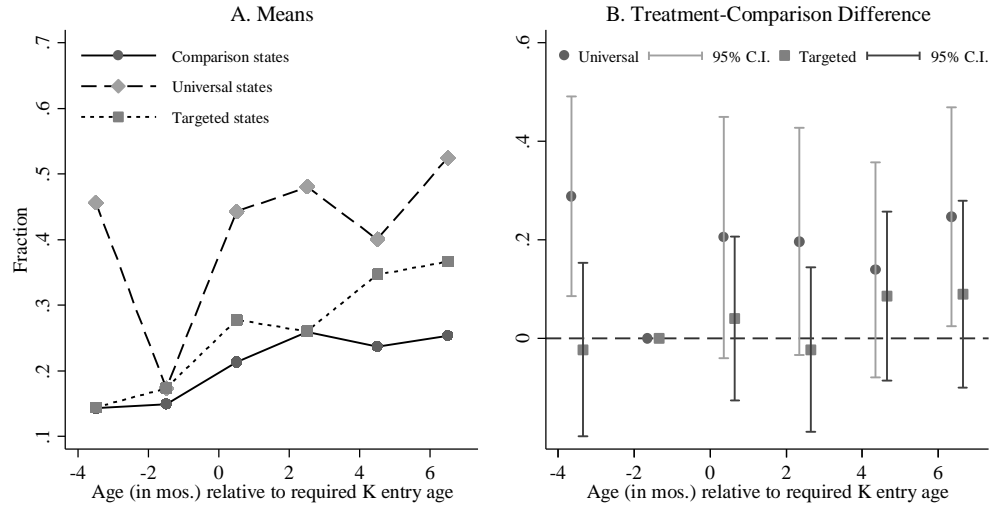 A. Means
Fraction
.7
.6
.5
.4
.3
.2
.1
Comparison states
Universal states
Targeted states
-4 -2 0 2 4 6
Age (in mos.) relative to required K entry age
B. Treatment-Comparison Difference
.6
.4
.2
0
Universal 95% C.I. Targeted 95% C.I.
-4 -2 0 2 4 6
Age (in mos.) relative to required K entry age